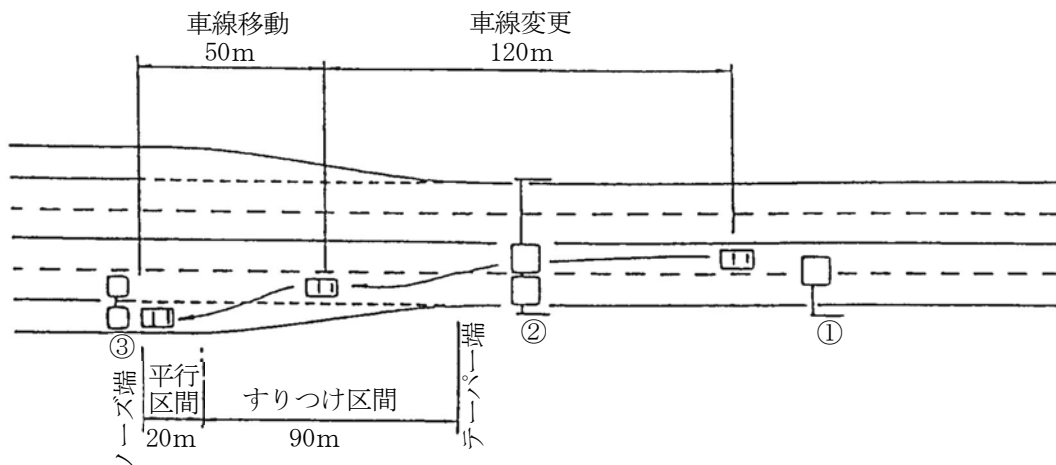 車線移動
50m
車線変更
120m
①
②
③
ノーズ端
平行
区間
20m
すりつけ区間
90m
テーパー端